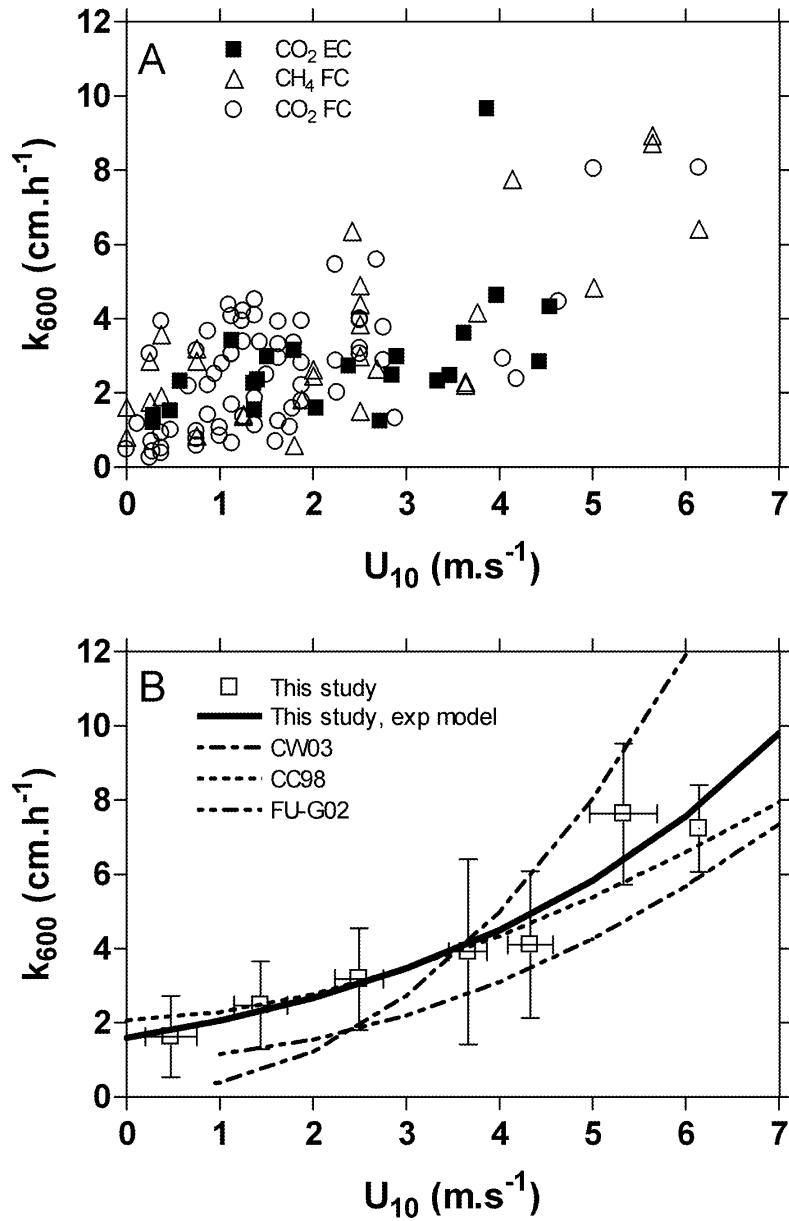 A
CO₂ EC
CH₄ FC
CO₂ FC
12
10
8
6
4
2
0
k₆₀₀ (cm.h⁻¹)
0 1 2 3 4 5 6 7
U₁₀ (m.s⁻¹)
B
This study
This study, exp model
CW03
CC98
FU-G02
12
10
8
6
4
2
0
k₆₀₀ (cm.h⁻¹)
0 1 2 3 4 5 6 7
U₁₀ (m.s⁻¹)